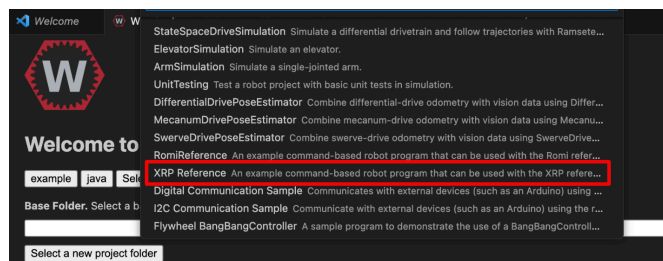 Welcome
W
W
StateSpaceDriveSimulation Simulate a differential drivetrain and follow trajectories with Ramsete...
ElevatorSimulation Simulate an elevator.
ArmSimulation Simulate a single-jointed arm.
UnitTesting Test a robot project with basic unit tests in simulation.
DifferentialDrivePoseEstimator Combine differential-drive odometry with vision data using Differ...
MecanumDrivePoseEstimator Combine mecanum-drive odometry with vision data using Mecanu...
SwerveDrivePoseEstimator Combine swerve-drive odometry with vision data using SwerveDrive...
RomiReference An example command-based robot program that can be used with the Romi refer...
XRP Reference An example command-based robot program that can be used with the XRP refere...
Digital Communication Sample Communicates with external devices (such as an Arduino) using ...
I2C Communication Sample Communicate with external devices (such as an Arduino) using the r...
Flywheel BangBangController A sample program to demonstrate the use of a BangBangControll...
Welcome to
example java Sele
Base Folder. Select a b
Select a new project folder